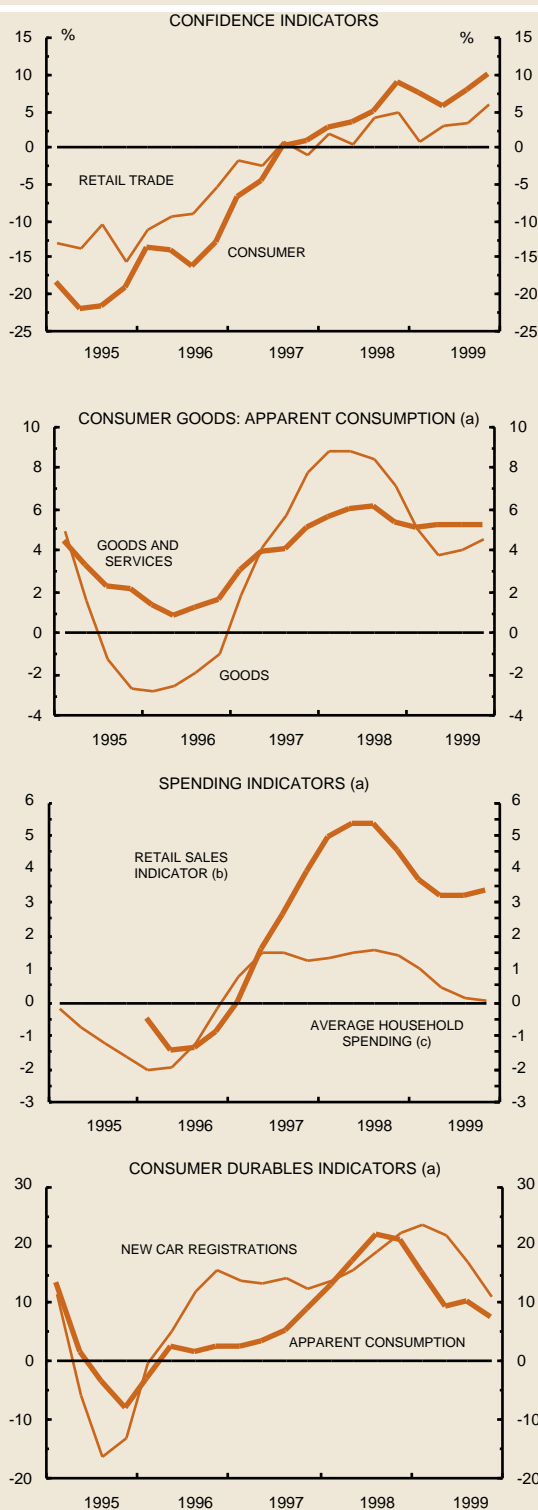 CONFIDENCE INDICATORS
% %
15 15
10 10
5 5
0 0
-5 -5
RETAIL TRADE
-10 -10
CONSUMER
-15 -15
-20 -20
-25 -25
1995 1996 1997 1998 1999
CONSUMER GOODS: APPARENT CONSUMPTION (a)
10 10
8 8
6 6
GOODS AND
SERVICES
4 4
2 2
0 0
GOODS
-2 -2
-4 -4
1995 1996 1997 1998 1999
SPENDING INDICATORS (a)
6 6
5 5
RETAIL SALES
INDICATOR (b)
4 4
3 3
2 2
1 1
0 0
AVERAGE HOUSEHOLD
SPENDING (c)
-1 -1
-2 -2
-3 -3
1995 1996 1997 1998 1999
CONSUMER DURABLES INDICATORS (a)
30 30
NEW CAR REGISTRATIONS
20 20
10 10
APPARENT CONSUMPTION
0 0
-10 -10
-20 -20
1995 1996 1997 1998 1999